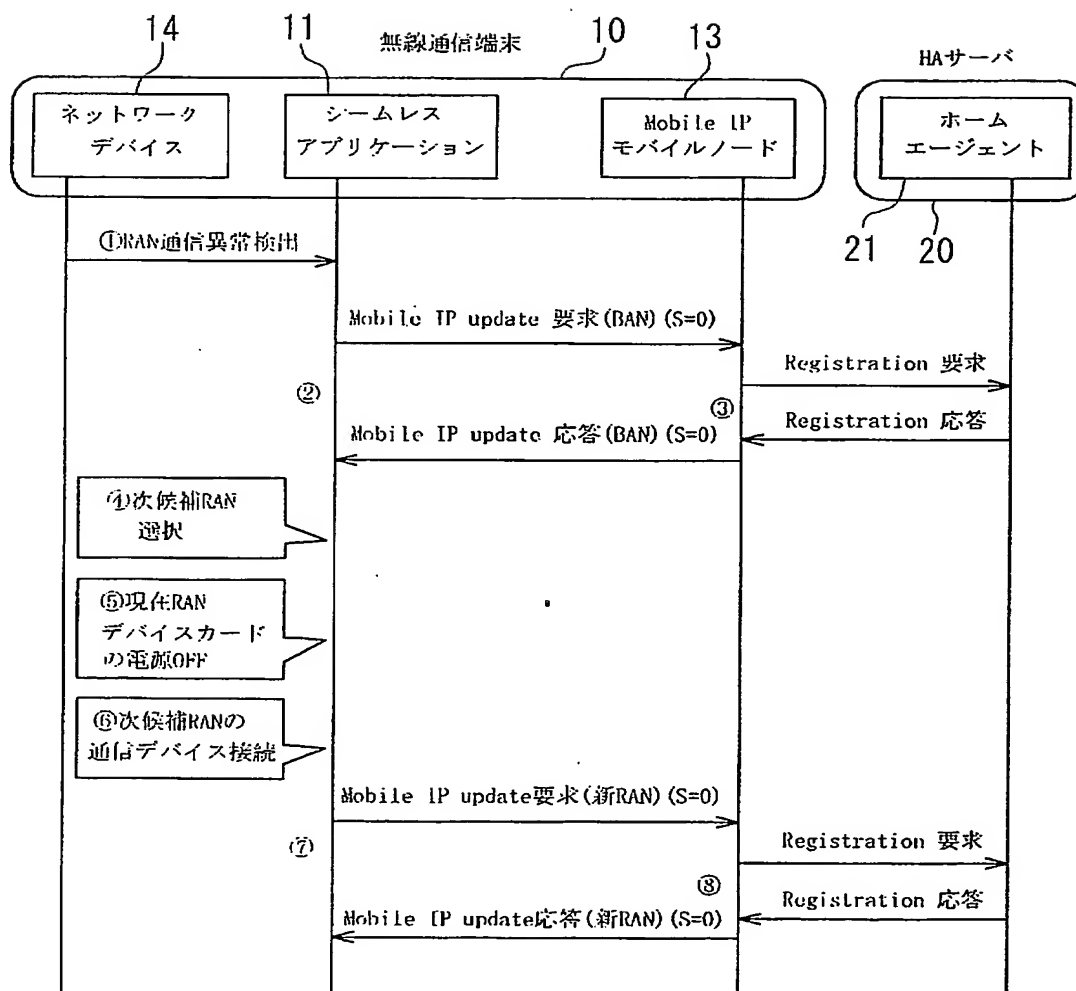 14
11
無線通信端末
10
13
HAサーバ
ネットワーク
デバイス
シームレス
アプリケーション
Mobile IP
モバイルノード
ホーム
エージェント
21
20
①RAN通信異常検出
Mobile IP update 要求(BAN)(S=0)
Registration 要求
②
③
Registration 応答
Mobile IP update 応答(BAN)(S=0)
④次候補RAN
選択
⑤現在RAN
デバイスカード
の電源OFF
⑥次候補RANの
通信デバイス接続
Mobile IP update要求(新RAN)(S=0)
⑦
Registration 要求
⑧
Registration 応答
Mobile IP update応答(新RAN)(S=0)